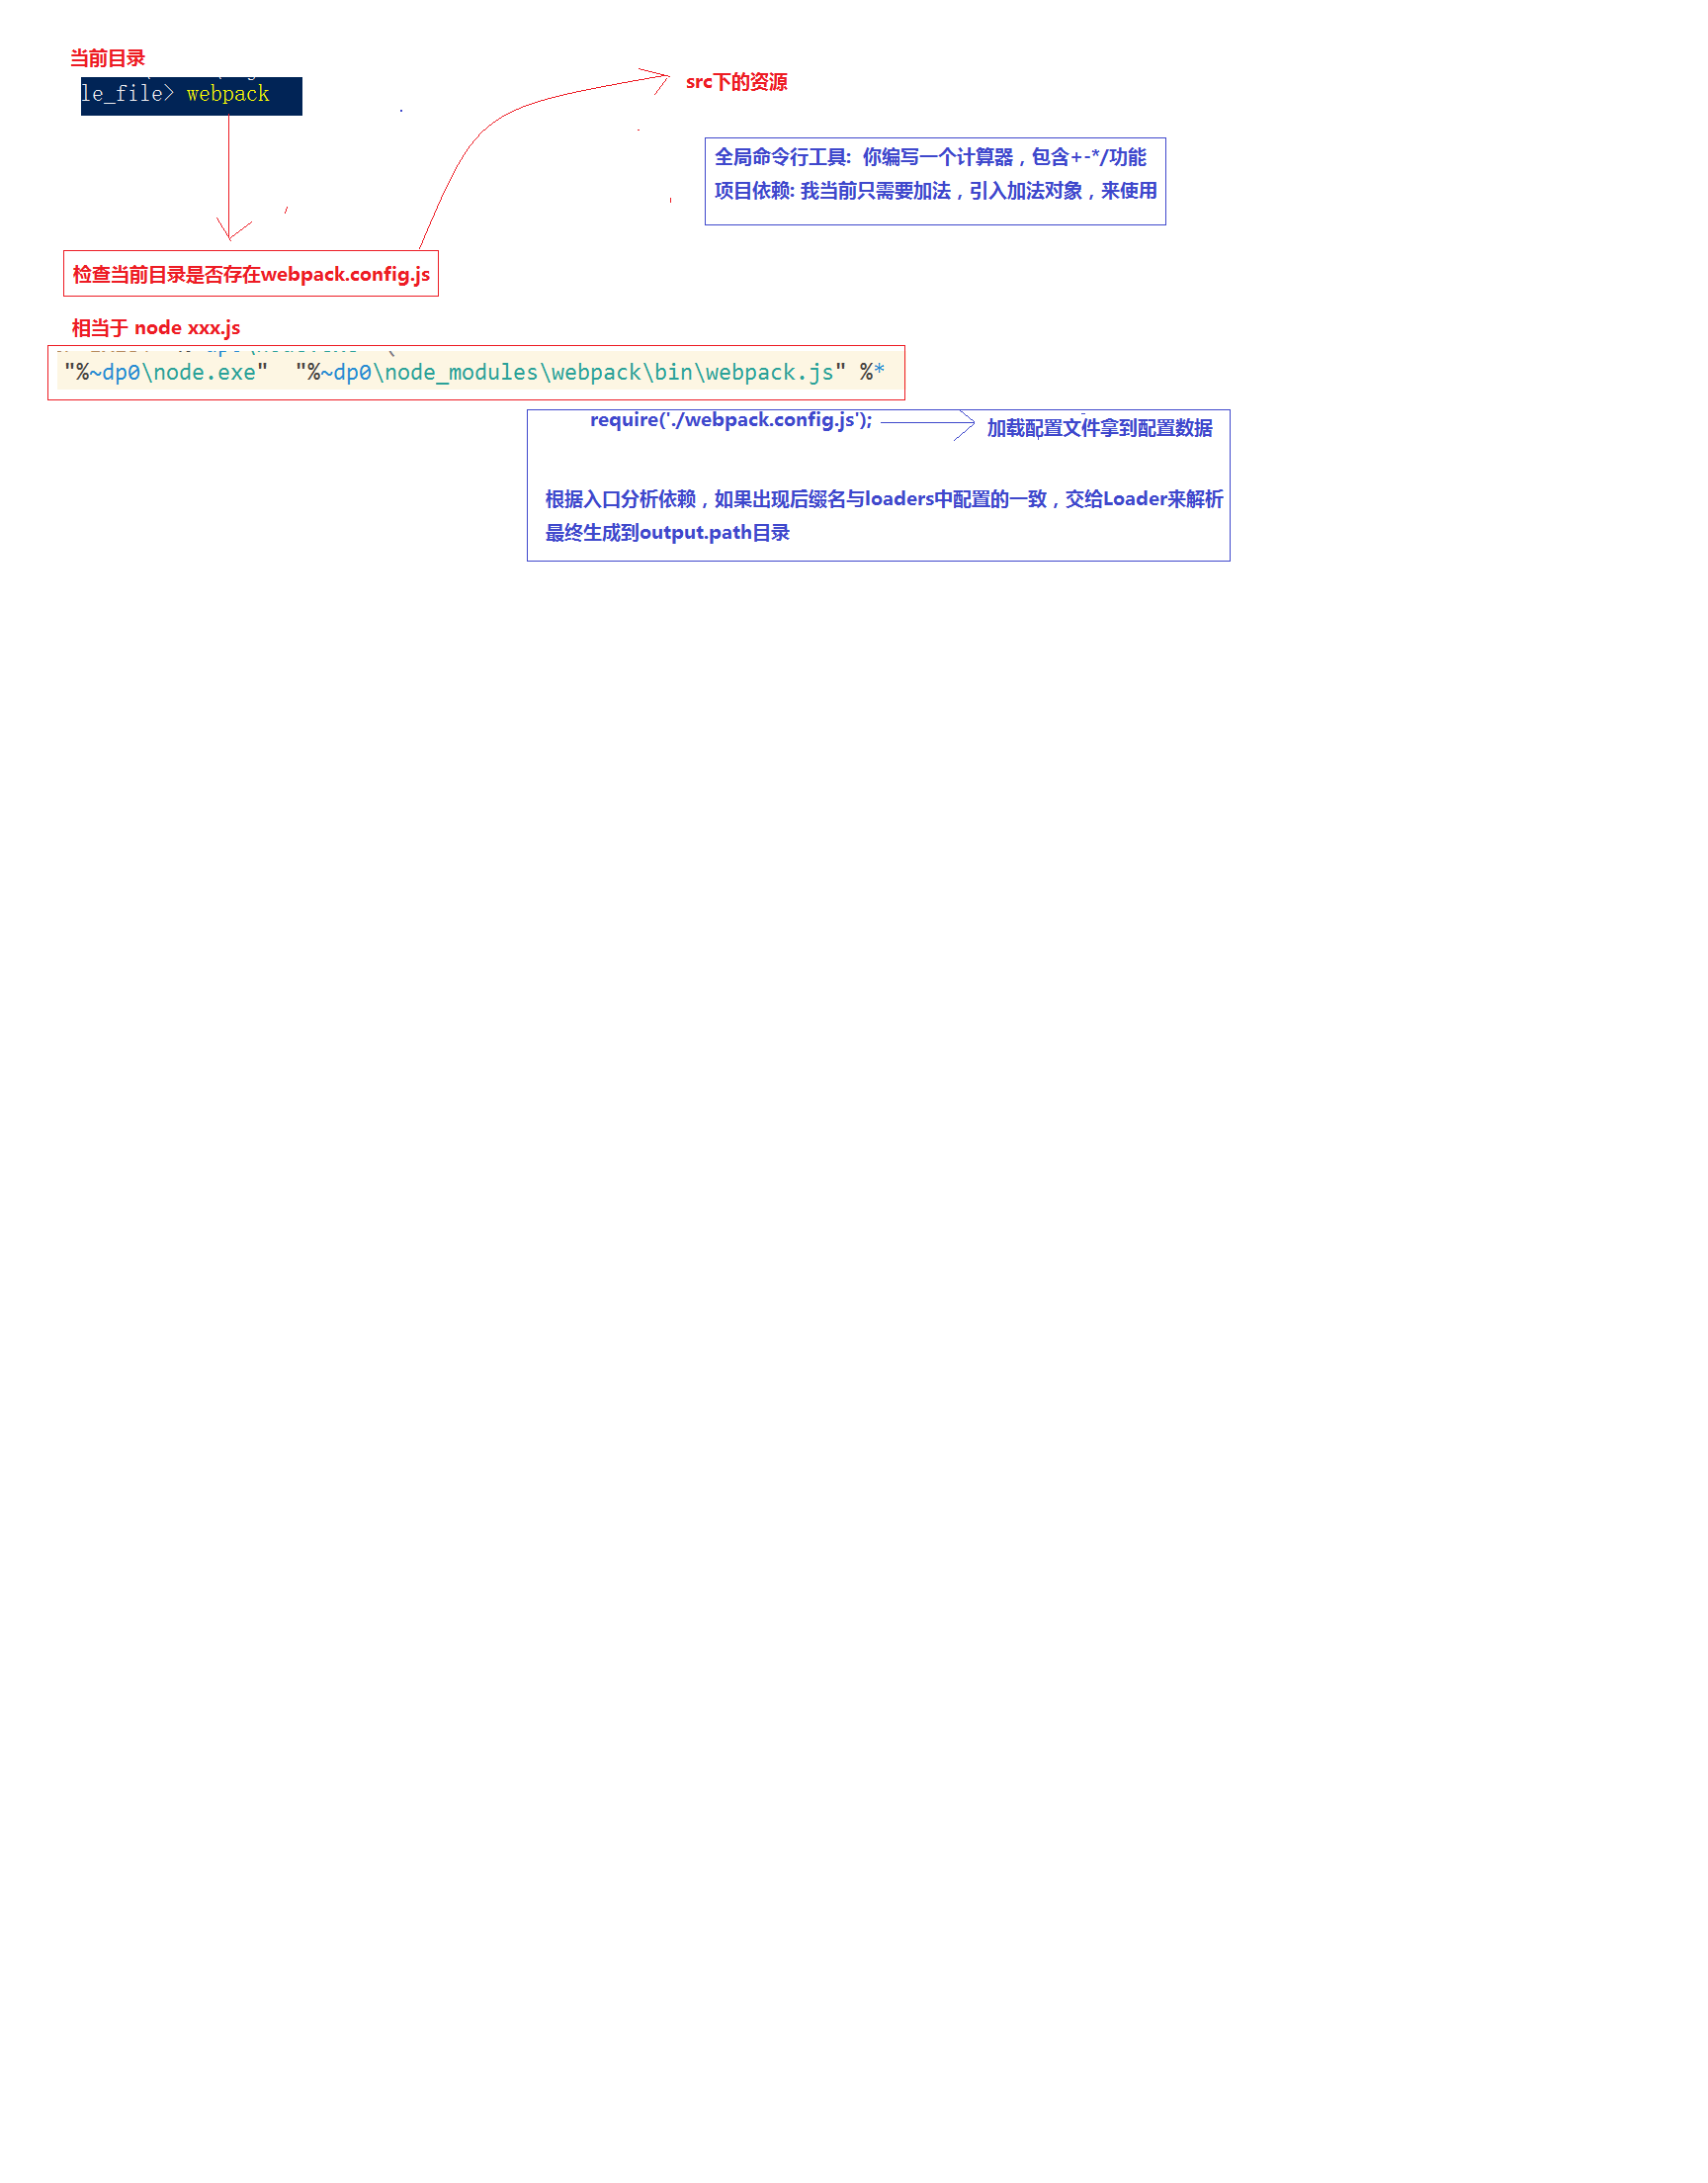 当前目录
le_file> webpack
src下的资源
全局命令行工具: 你编写一个计算器，包含+-*/功能
项目依赖: 我当前只需要加法，引入加法对象，来使用
检查当前目录是否存在webpack.config.js
相当于 node xxx.js
"%~dp0\node.exe"  "%~dp0\node_modules\webpack\bin\webpack.js" %*
require('./webpack.config.js');
加载配置文件拿到配置数据
根据入口分析依赖，如果出现后缀名与loaders中配置的一致，交给Loader来解析
最终生成到output.path目录